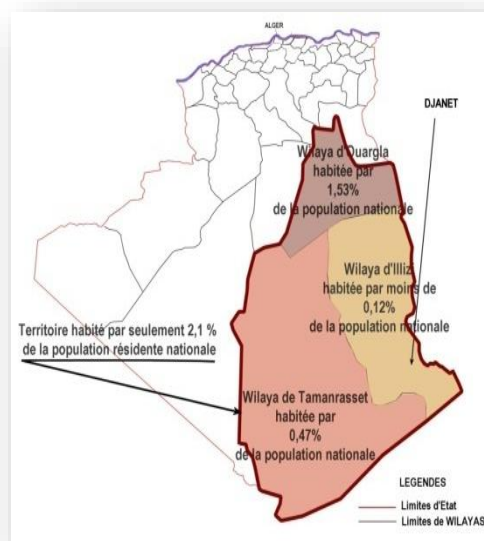 ALGER
DJANET
Wilaya d'Ouargla
habitée par
1,53%
de la population nationale
Wilaya d'Illizi
habitée par moins de
0,12%
de la population nationale
Territoire habité par seulement 2,1 %
de la population résidente nationale
Wilaya de Tamanrasset
habitée par
0,47%
de la population nationale
LEGENDES
Limites d'Etat
Limites de WILAYAS